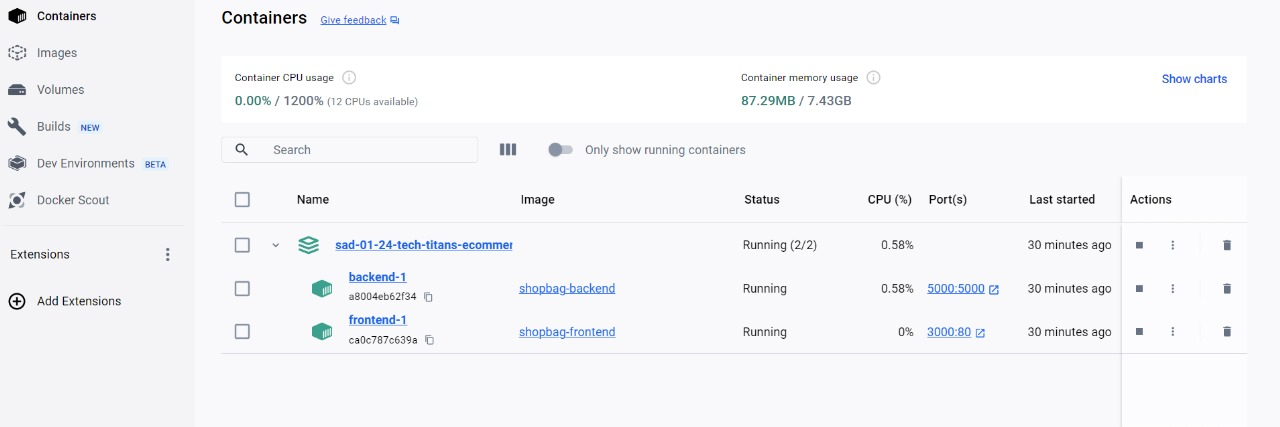 Containers
Images
Volumes
Builds NEW
Dev Environments BETA
Docker Scout
Extensions
Add Extensions
Containers Give feedback
Container CPU usage
0.00% / 1200% (12 CPUs available)
Container memory usage
87.29MB / 7.43GB
Show charts
Search
Only show running containers
Name Image Status CPU (%) Port(s) Last started Actions
sad-01-24-tech-titans-ecommer Running (2/2) 0.58% 30 minutes ago
backend-1
a8004eb62f34 shopbag-backend Running 0.58% 5000:5000 30 minutes ago
frontend-1
ca0c787c639a shopbag-frontend Running 0% 3000:80 30 minutes ago